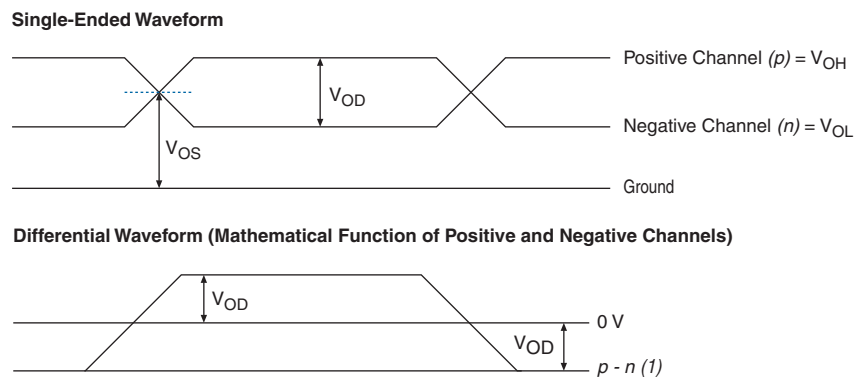 Single-Ended Waveform
Positive Channel (p) = VOH
VOD
Negative Channel (n) = VOL
VOS
Ground
Differential Waveform (Mathematical Function of Positive and Negative Channels)
VOD
0 V
VOD
p - n (1)